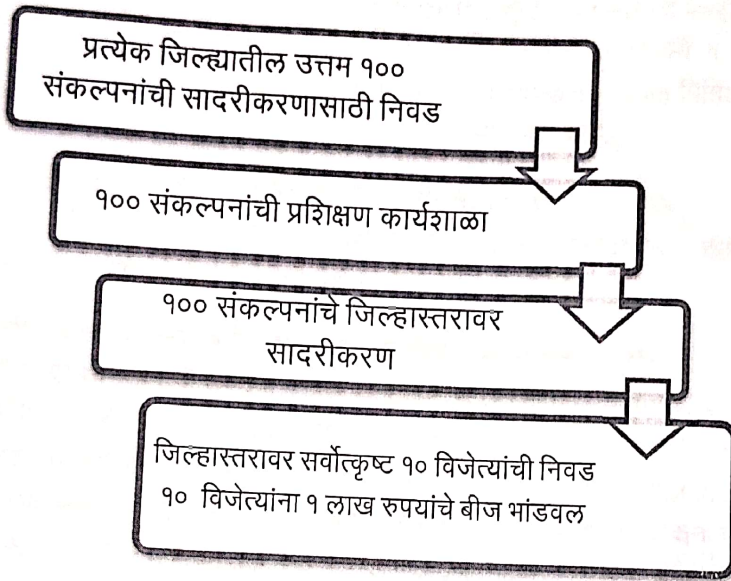 प्रत्येक जिल्ह्यातील उत्तम १००
संकल्पनांची सादरीकरणासाठी निवड
१०० संकल्पनांची प्रशिक्षण कार्यशाळा
१०० संकल्पनांचे जिल्हास्तरावर
सादरीकरण
जिल्हास्तरावर सर्वोत्कृष्ट १० विजेत्यांची निवड
१० विजेत्यांना १ लाख रुपयांचे बीज भांडवल